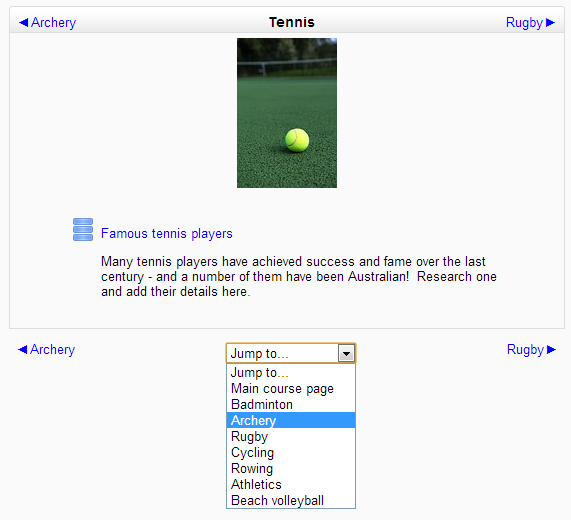 ◀ Archery Tennis Rugby ▶
Famous tennis players
Many tennis players have achieved success and fame over the last
century - and a number of them have been Australian! Research one
and add their details here.
◀ Archery Jump to... Rugby ▶
Jump to...
Main course page
Badminton
Archery
Rugby
Cycling
Rowing
Athletics
Beach volleyball